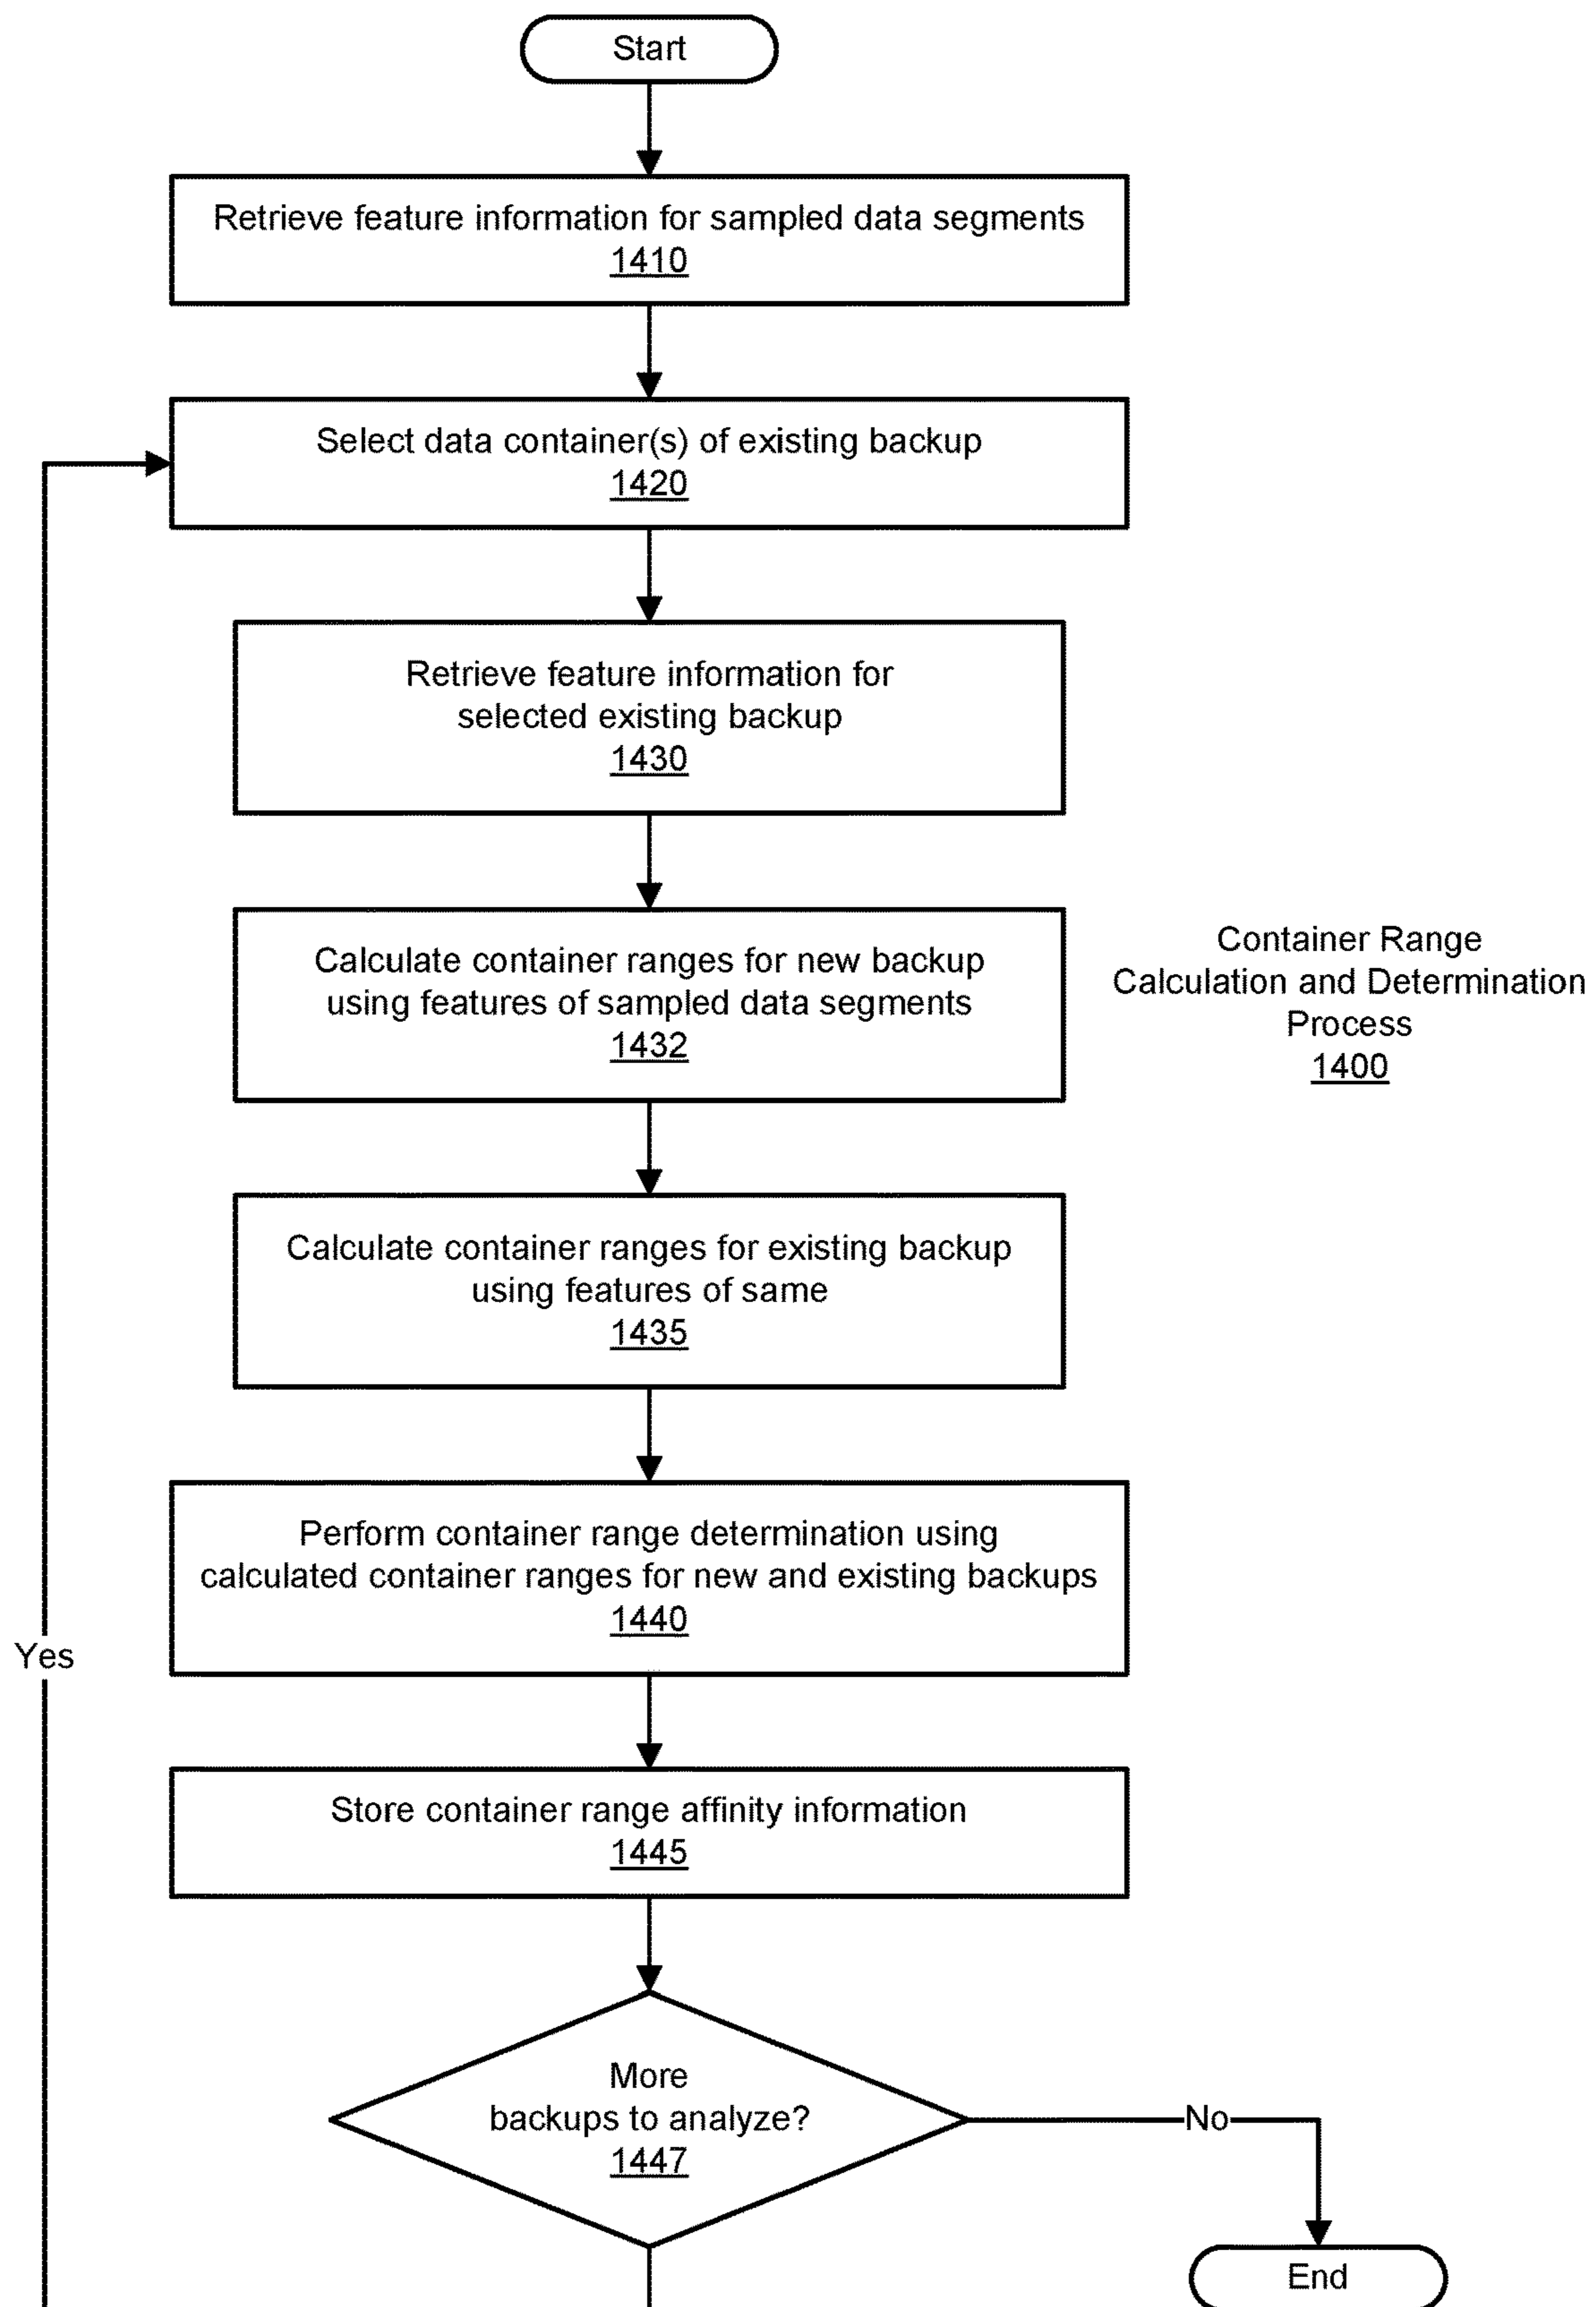 Start
Retrieve feature information for sampled data segments
1410
Select data container(s) of existing backup
1420
Retrieve feature information for
selected existing backup
1430
Calculate container ranges for new backup
using features of sampled data segments
1432
Container Range
Calculation and Determination
Process
1400
Calculate container ranges for existing backup
using features of same
1435
Perform container range determination using
calculated container ranges for new and existing backups
1440
Yes
Store container range affinity information
1445
More
backups to analyze?
1447
No
End